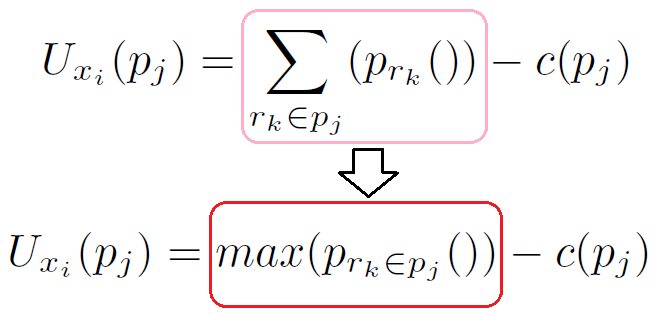 U_{x_i}(p_j) = \sum_{r_k \in p_j} (p_{r_k}()) - c(p_j)
U_{x_i}(p_j) = max(p_{r_k \in p_j}()) - c(p_j)